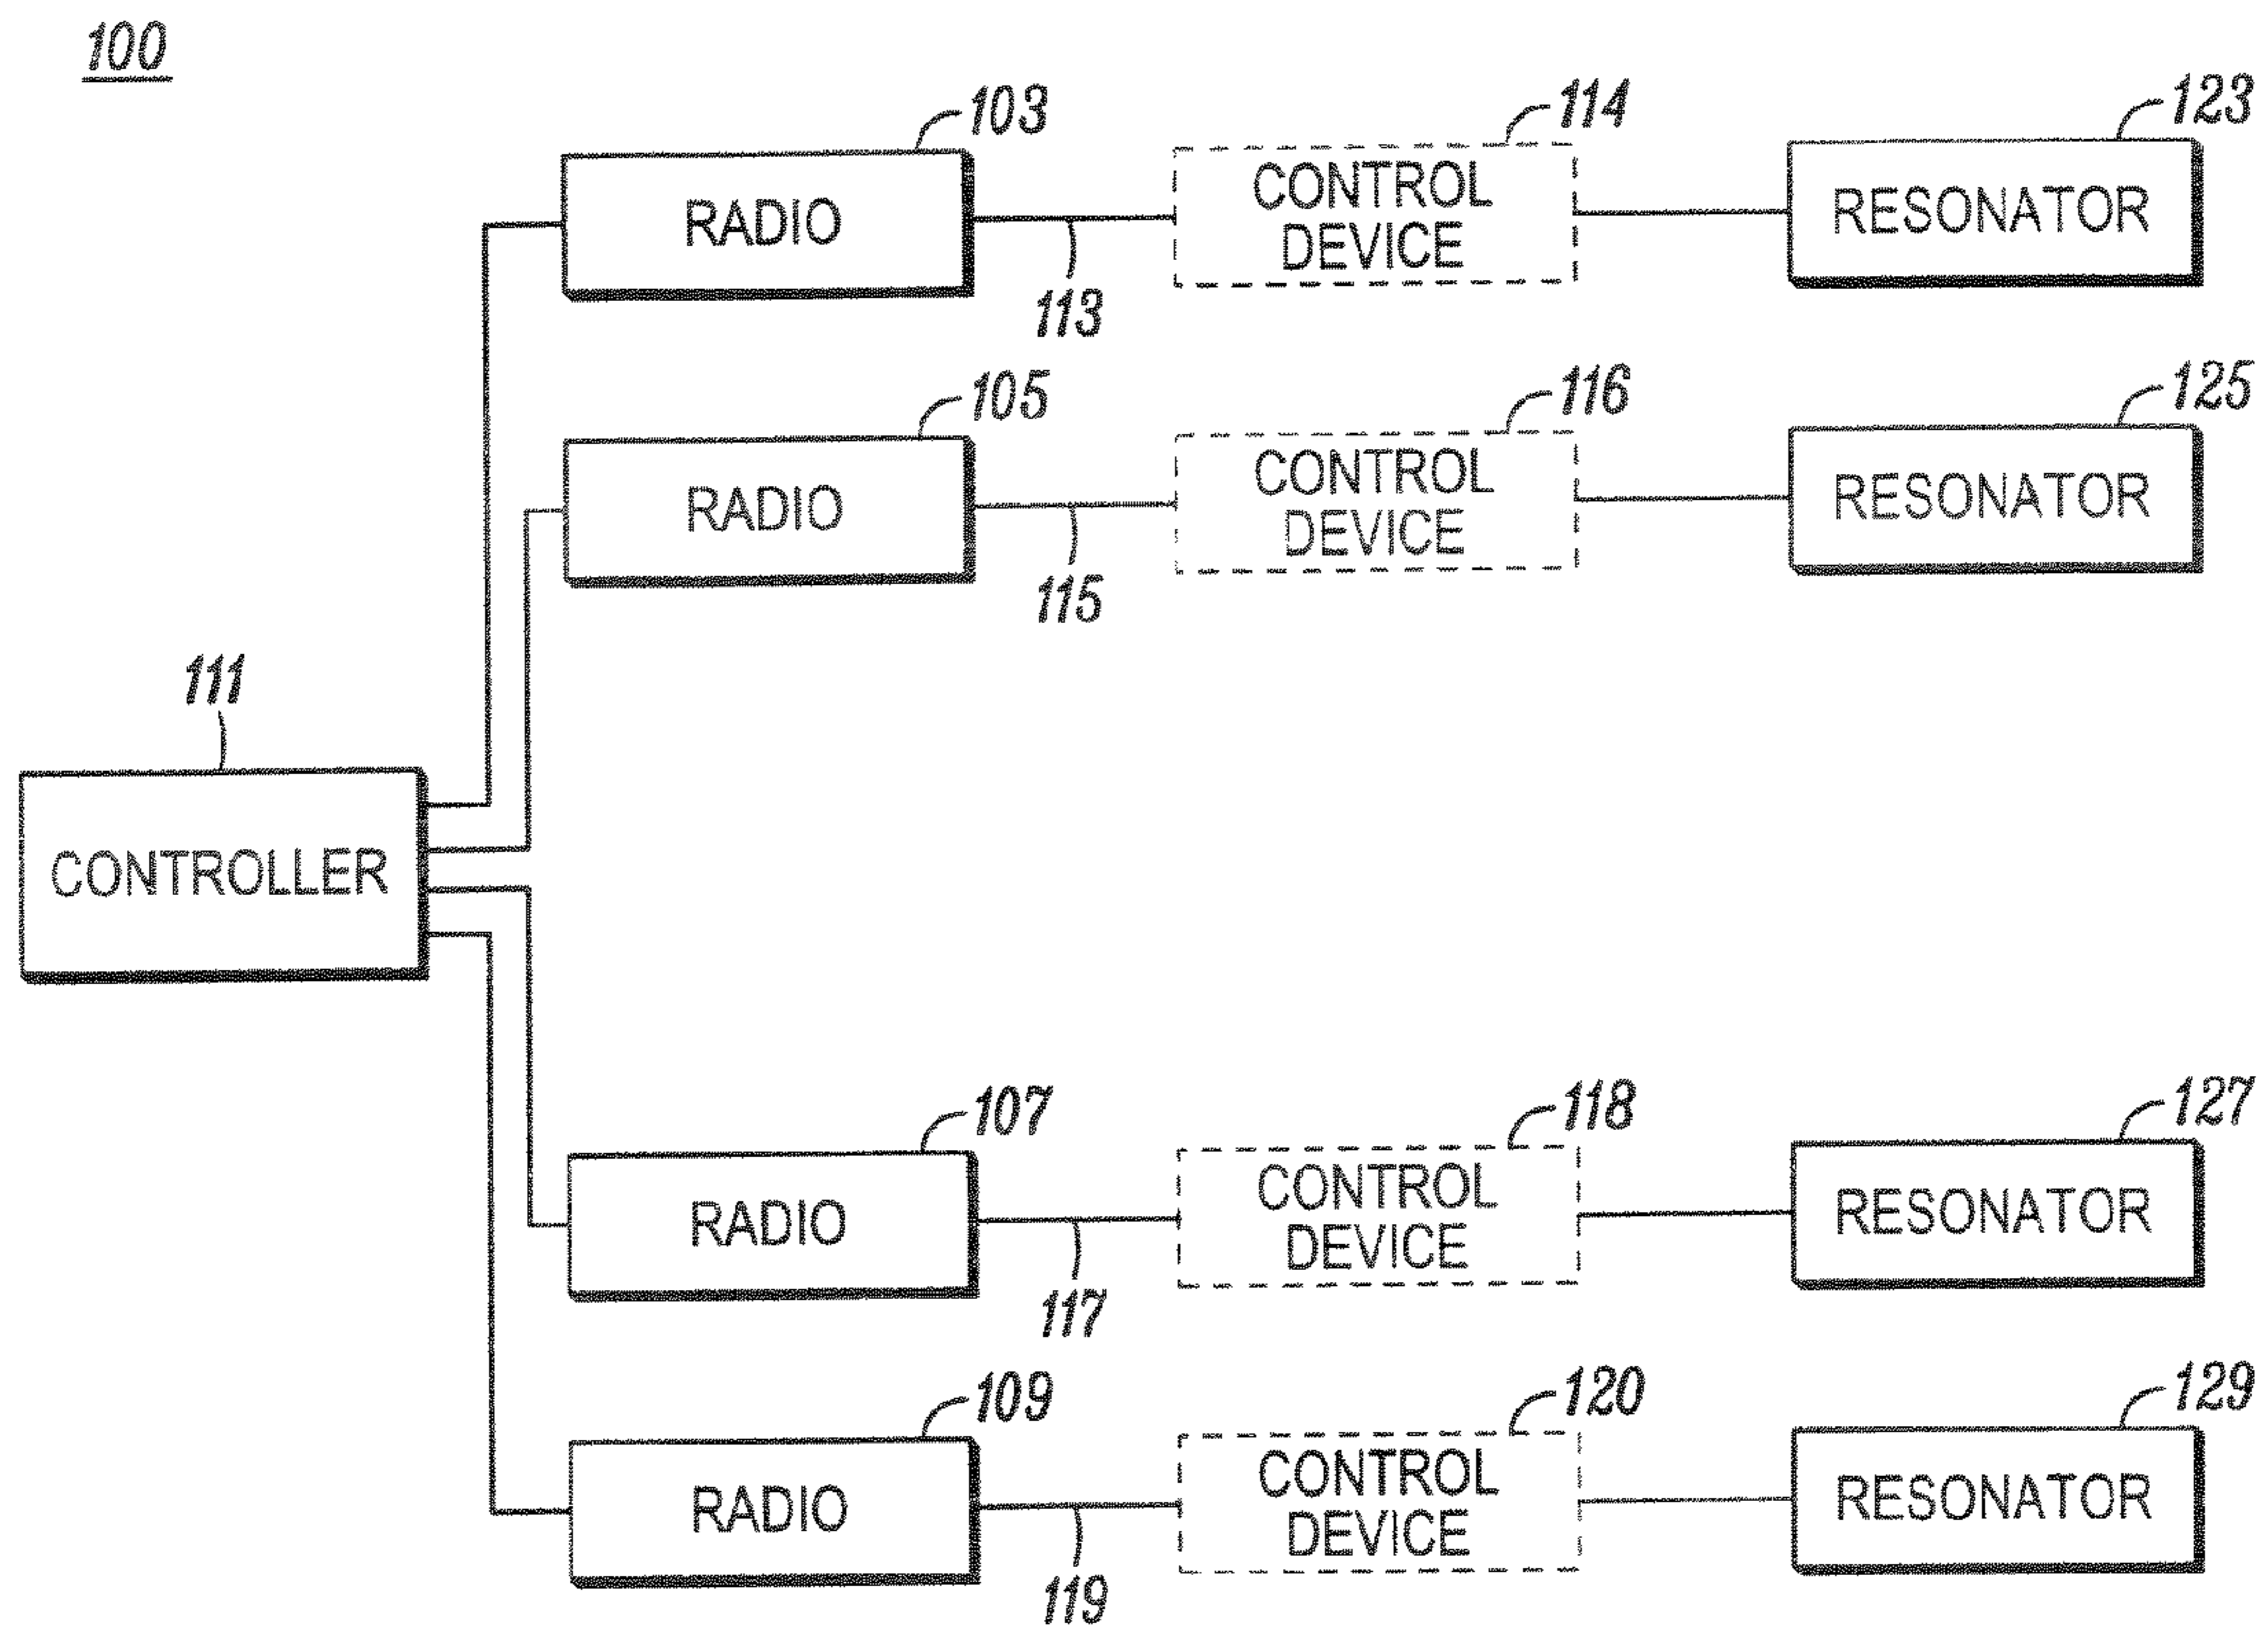 100
103
114
123
RADIO
CONTROL
DEVICE
RESONATOR
113
105
116
125
RADIO
CONTROL
DEVICE
RESONATOR
115
111
CONTROLLER
107
118
127
RADIO
CONTROL
DEVICE
RESONATOR
117
109
120
129
RADIO
CONTROL
DEVICE
RESONATOR
119